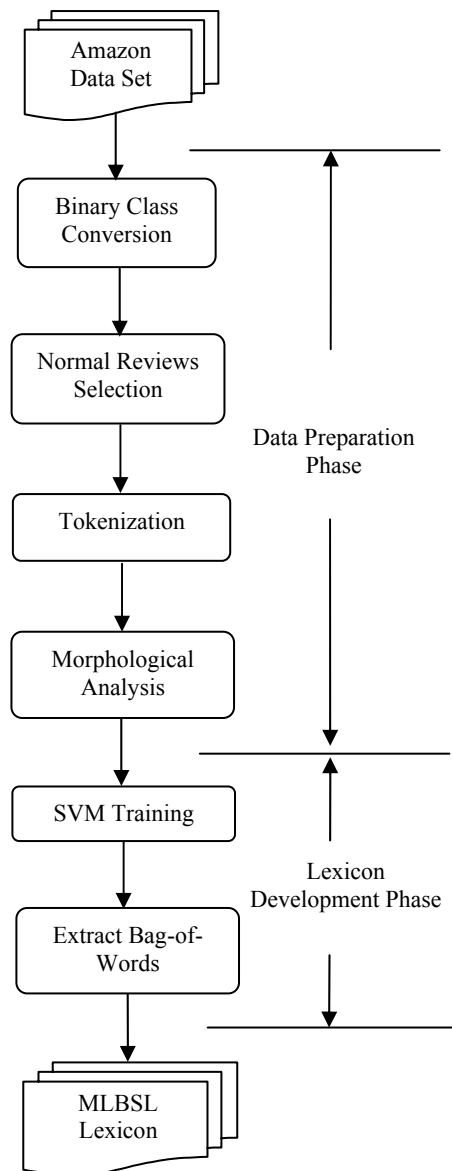 Amazon
Data Set
Binary Class
Conversion
Normal Reviews
Selection
Data Preparation
Phase
Tokenization
Morphological
Analysis
SVM Training
Lexicon
Development Phase
Extract Bag-of-
Words
MLBSL
Lexicon